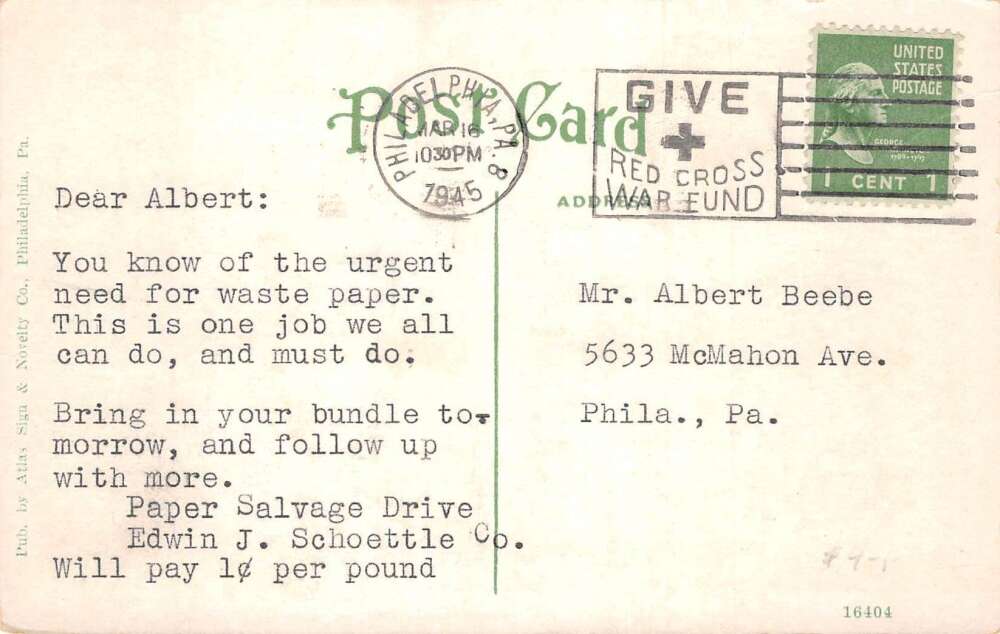 Post Card
PHILADELPHIA, PA. 8
MAR 16
1030 PM
1945
GIVE
RED CROSS
WAR FUND
UNITED
STATES
POSTAGE
GEORGE
1 CENT 1
ADDRESS
Pub. by Atlas Sign & Novelty Co., Philadelphia, Pa.
Dear Albert:
You know of the urgent
need for waste paper.
This is one job we all
can do, and must do.
Bring in your bundle to-
morrow, and follow up
with more.
Paper Salvage Drive
Edwin J. Schoettle Co.
Will pay 1¢ per pound
Mr. Albert Beebe
5633 McMahon Ave.
Phila., Pa.
16404